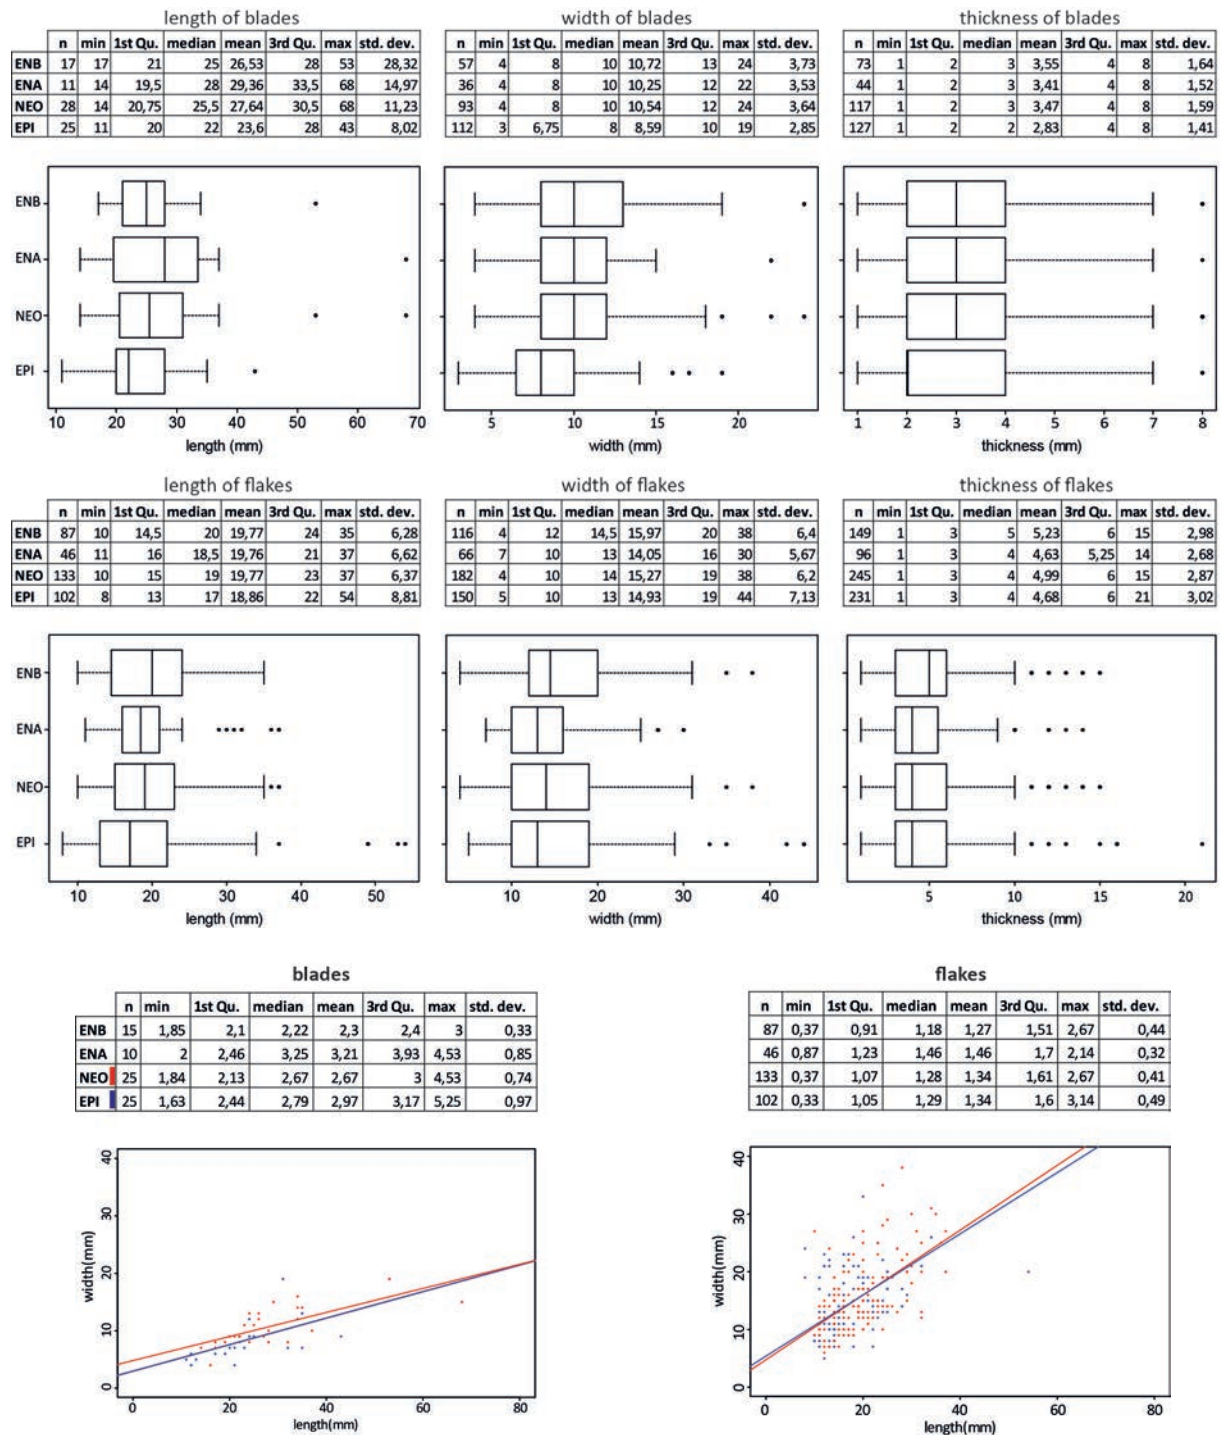 length of blades
n min 1st Qu. median mean 3rd Qu. max std. dev.
ENB 17 17 21 25 26,53 28 53 28,32
ENA 11 14 19,5 28 29,36 33,5 68 14,97
NEO 28 14 20,75 25,5 27,64 30,5 68 11,23
EPI 25 11 20 22 23,6 28 43 8,02
width of blades
n min 1st Qu. median mean 3rd Qu. max std. dev.
57 4 8 10 10,72 13 24 3,73
36 4 8 10 10,25 12 22 3,53
93 4 8 10 10,54 12 24 3,64
112 3 6,75 8 8,59 10 19 2,85
thickness of blades
n min 1st Qu. median mean 3rd Qu. max std. dev.
73 1 2 3 3,55 4 8 1,64
44 1 2 3 3,41 4 8 1,52
117 1 2 3 3,47 4 8 1,59
127 1 2 2 2,83 4 8 1,41
ENB
ENA
NEO
EPI
10 20 30 40 50 60 70
length (mm)
5 10 15 20
width (mm)
1 2 3 4 5 6 7 8
thickness (mm)
length of flakes
n min 1st Qu. median mean 3rd Qu. max std. dev.
ENB 87 10 14,5 20 19,77 24 35 6,28
ENA 46 11 16 18,5 19,76 21 37 6,62
NEO 133 10 15 19 19,77 23 37 6,37
EPI 102 8 13 17 18,86 22 54 8,81
width of flakes
n min 1st Qu. median mean 3rd Qu. max std. dev.
116 4 12 14,5 15,97 20 38 6,4
66 7 10 13 14,05 16 30 5,67
182 4 10 14 15,27 19 38 6,2
150 5 10 13 14,93 19 44 7,13
thickness of flakes
n min 1st Qu. median mean 3rd Qu. max std. dev.
149 1 3 5 5,23 6 15 2,98
96 1 3 4 4,63 5,25 14 2,68
245 1 3 4 4,99 6 15 2,87
231 1 3 4 4,68 6 21 3,02
ENB
ENA
NEO
EPI
10 20 30 40 50
length (mm)
10 20 30 40
width (mm)
5 10 15 20
thickness (mm)
blades
n min 1st Qu. median mean 3rd Qu. max std. dev.
ENB 15 1,85 2,1 2,22 2,3 2,4 3 0,33
ENA 10 2 2,46 3,25 3,21 3,93 4,53 0,85
NEO 25 1,84 2,13 2,67 2,67 3 4,53 0,74
EPI 25 1,63 2,44 2,79 2,97 3,17 5,25 0,97
flakes
n min 1st Qu. median mean 3rd Qu. max std. dev.
87 0,37 0,91 1,18 1,27 1,51 2,67 0,44
46 0,87 1,23 1,46 1,46 1,7 2,14 0,32
133 0,37 1,07 1,28 1,34 1,61 2,67 0,41
102 0,33 1,05 1,29 1,34 1,6 3,14 0,49
width(mm)
0 10 20 30 40
0 20 40 60 80
length(mm)
width(mm)
0 10 20 30 40
0 20 40 60 80
length(mm)